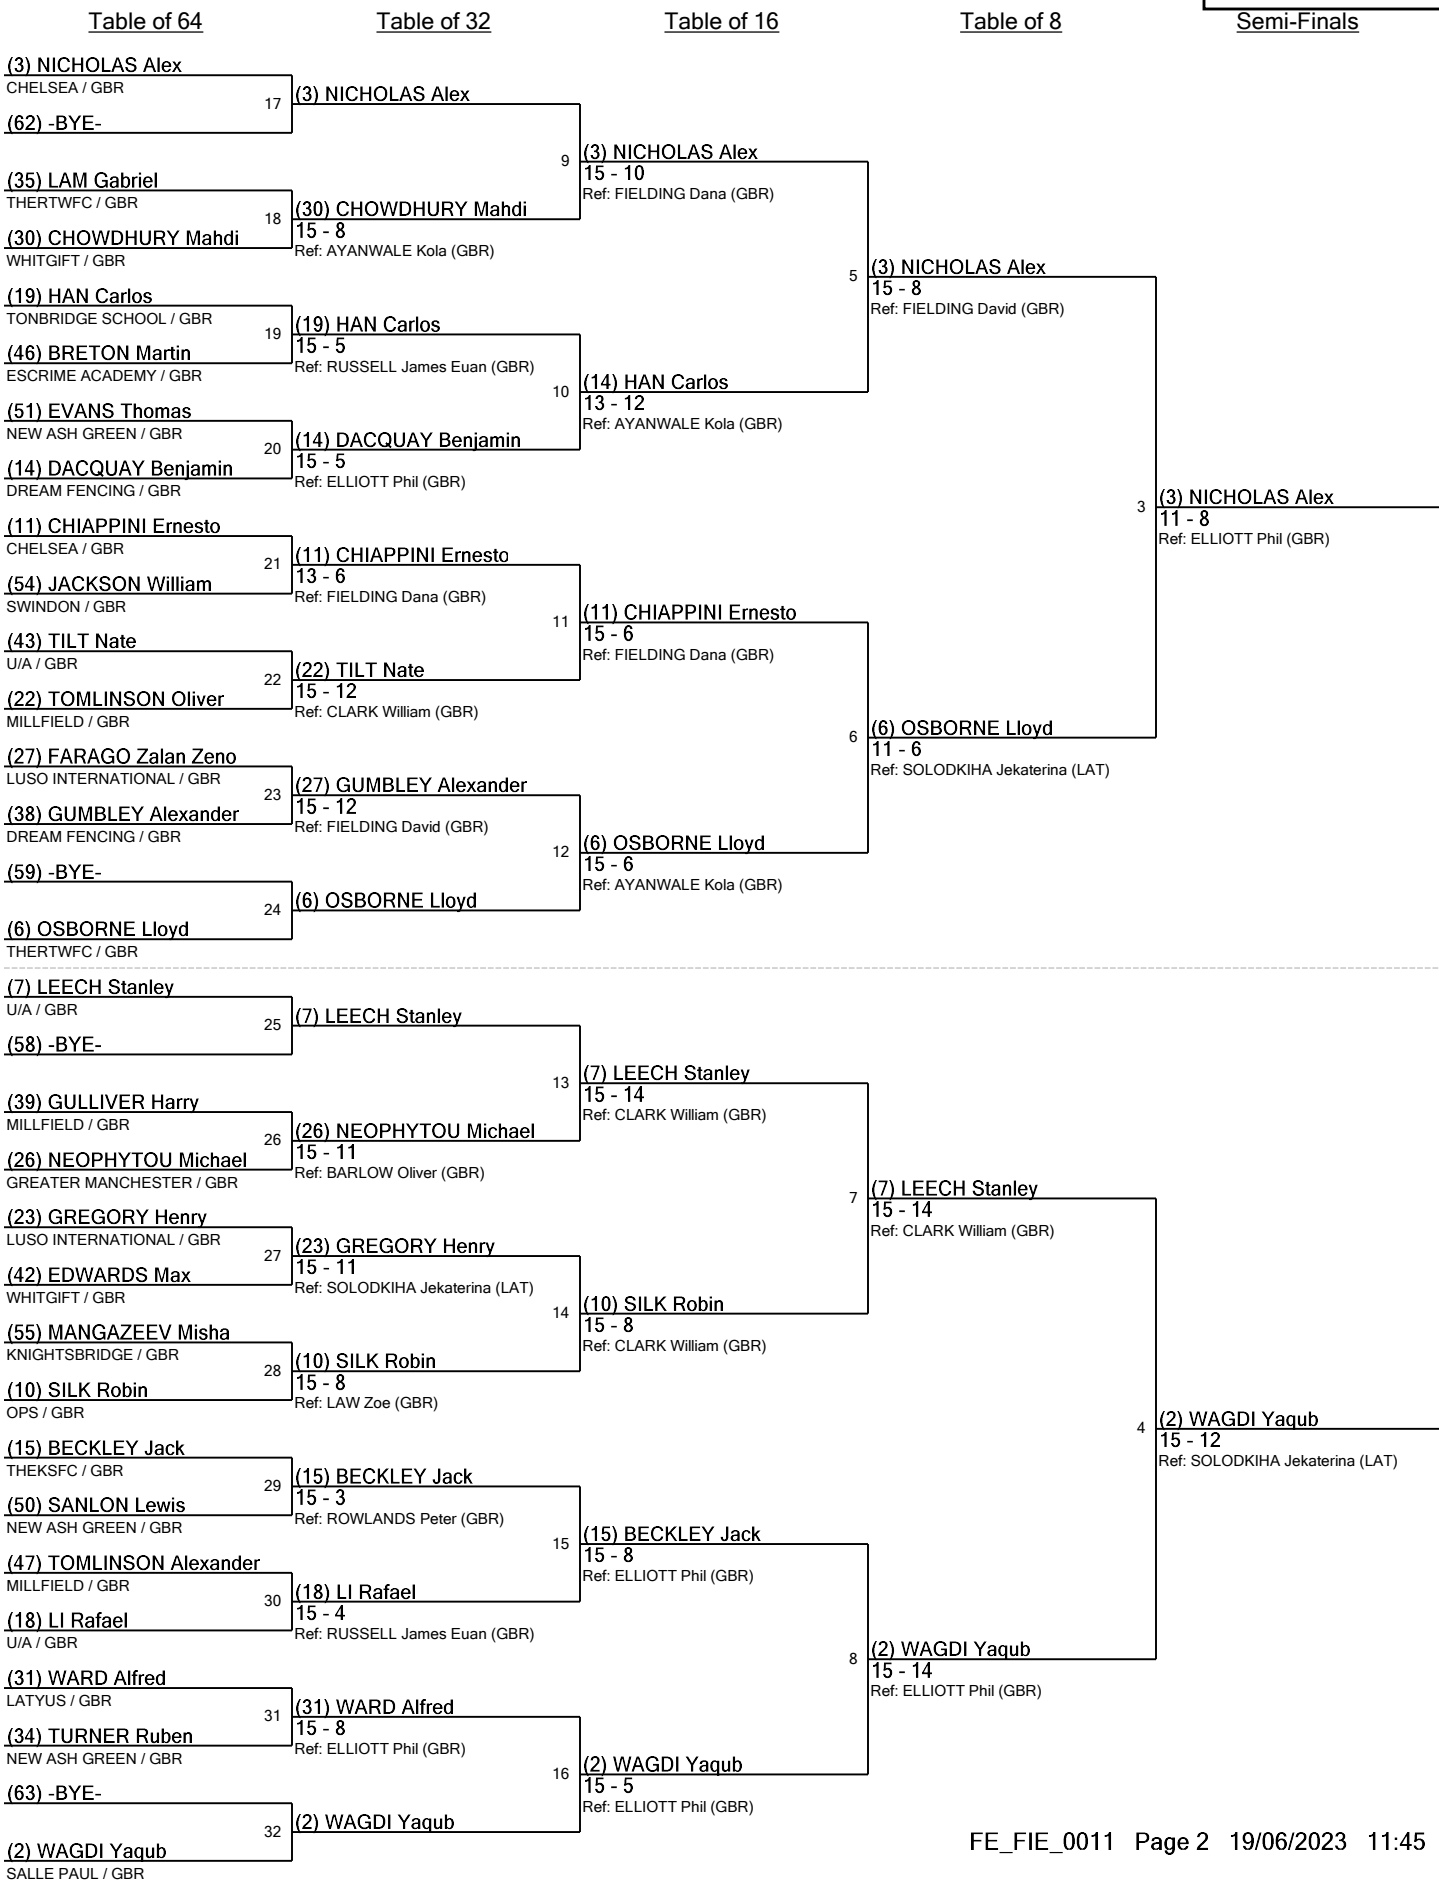 Table of 64 Table of 32 Table of 16 Table of 8 Semi-Finals
(3) NICHOLAS Alex
CHELSEA / GBR
17 (3) NICHOLAS Alex
(62) -BYE-
9 (3) NICHOLAS Alex
15 - 10
Ref: FIELDING Dana (GBR)
(35) LAM Gabriel
THERTWFC / GBR
18 (30) CHOWDHURY Mahdi
15 - 8
Ref: AYANWALE Kola (GBR)
(30) CHOWDHURY Mahdi
WHITGIFT / GBR
5 (3) NICHOLAS Alex
15 - 8
Ref: FIELDING David (GBR)
(19) HAN Carlos
TONBRIDGE SCHOOL / GBR
19 (19) HAN Carlos
15 - 5
Ref: RUSSELL James Euan (GBR)
(46) BRETON Martin
ESCRIME ACADEMY / GBR
10 (14) HAN Carlos
13 - 12
Ref: AYANWALE Kola (GBR)
(51) EVANS Thomas
NEW ASH GREEN / GBR
20 (14) DACQUAY Benjamin
15 - 5
Ref: ELLIOTT Phil (GBR)
(14) DACQUAY Benjamin
DREAM FENCING / GBR
3 (3) NICHOLAS Alex
11 - 8
Ref: ELLIOTT Phil (GBR)
(11) CHIAPPINI Ernesto
CHELSEA / GBR
21 (11) CHIAPPINI Ernesto
13 - 6
Ref: FIELDING Dana (GBR)
(54) JACKSON William
SWINDON / GBR
11 (11) CHIAPPINI Ernesto
15 - 6
Ref: FIELDING Dana (GBR)
(43) TILT Nate
U/A / GBR
22 (22) TILT Nate
15 - 12
Ref: CLARK William (GBR)
(22) TOMLINSON Oliver
MILLFIELD / GBR
6 (6) OSBORNE Lloyd
11 - 6
Ref: SOLODKIHA Jekaterina (LAT)
(27) FARAGO Zalan Zeno
LUSO INTERNATIONAL / GBR
23 (27) GUMBLEY Alexander
15 - 12
Ref: FIELDING David (GBR)
(38) GUMBLEY Alexander
DREAM FENCING / GBR
12 (6) OSBORNE Lloyd
15 - 6
Ref: AYANWALE Kola (GBR)
(59) -BYE-
24 (6) OSBORNE Lloyd
(6) OSBORNE Lloyd
THERTWFC / GBR
(7) LEECH Stanley
U/A / GBR
25 (7) LEECH Stanley
(58) -BYE-
13 (7) LEECH Stanley
15 - 14
Ref: CLARK William (GBR)
(39) GULLIVER Harry
MILLFIELD / GBR
26 (26) NEOPHYTOU Michael
15 - 11
Ref: BARLOW Oliver (GBR)
(26) NEOPHYTOU Michael
GREATER MANCHESTER / GBR
7 (7) LEECH Stanley
15 - 14
Ref: CLARK William (GBR)
(23) GREGORY Henry
LUSO INTERNATIONAL / GBR
27 (23) GREGORY Henry
15 - 11
Ref: SOLODKIHA Jekaterina (LAT)
(42) EDWARDS Max
WHITGIFT / GBR
14 (10) SILK Robin
15 - 8
Ref: CLARK William (GBR)
(55) MANGAZEEV Misha
KNIGHTSBRIDGE / GBR
28 (10) SILK Robin
15 - 8
Ref: LAW Zoe (GBR)
(10) SILK Robin
OPS / GBR
4 (2) WAGDI Yaqub
15 - 12
Ref: SOLODKIHA Jekaterina (LAT)
(15) BECKLEY Jack
THEKSFC / GBR
29 (15) BECKLEY Jack
15 - 3
Ref: ROWLANDS Peter (GBR)
(50) SANLON Lewis
NEW ASH GREEN / GBR
15 (15) BECKLEY Jack
15 - 8
Ref: ELLIOTT Phil (GBR)
(47) TOMLINSON Alexander
MILLFIELD / GBR
30 (18) LI Rafael
15 - 4
Ref: RUSSELL James Euan (GBR)
(18) LI Rafael
U/A / GBR
8 (2) WAGDI Yaqub
15 - 14
Ref: ELLIOTT Phil (GBR)
(31) WARD Alfred
LATYUS / GBR
31 (31) WARD Alfred
15 - 8
Ref: ELLIOTT Phil (GBR)
(34) TURNER Ruben
NEW ASH GREEN / GBR
16 (2) WAGDI Yaqub
15 - 5
Ref: ELLIOTT Phil (GBR)
(63) -BYE-
32 (2) WAGDI Yaqub
(2) WAGDI Yaqub
SALLE PAUL / GBR
FE_FIE_0011 Page 2 19/06/2023 11:45